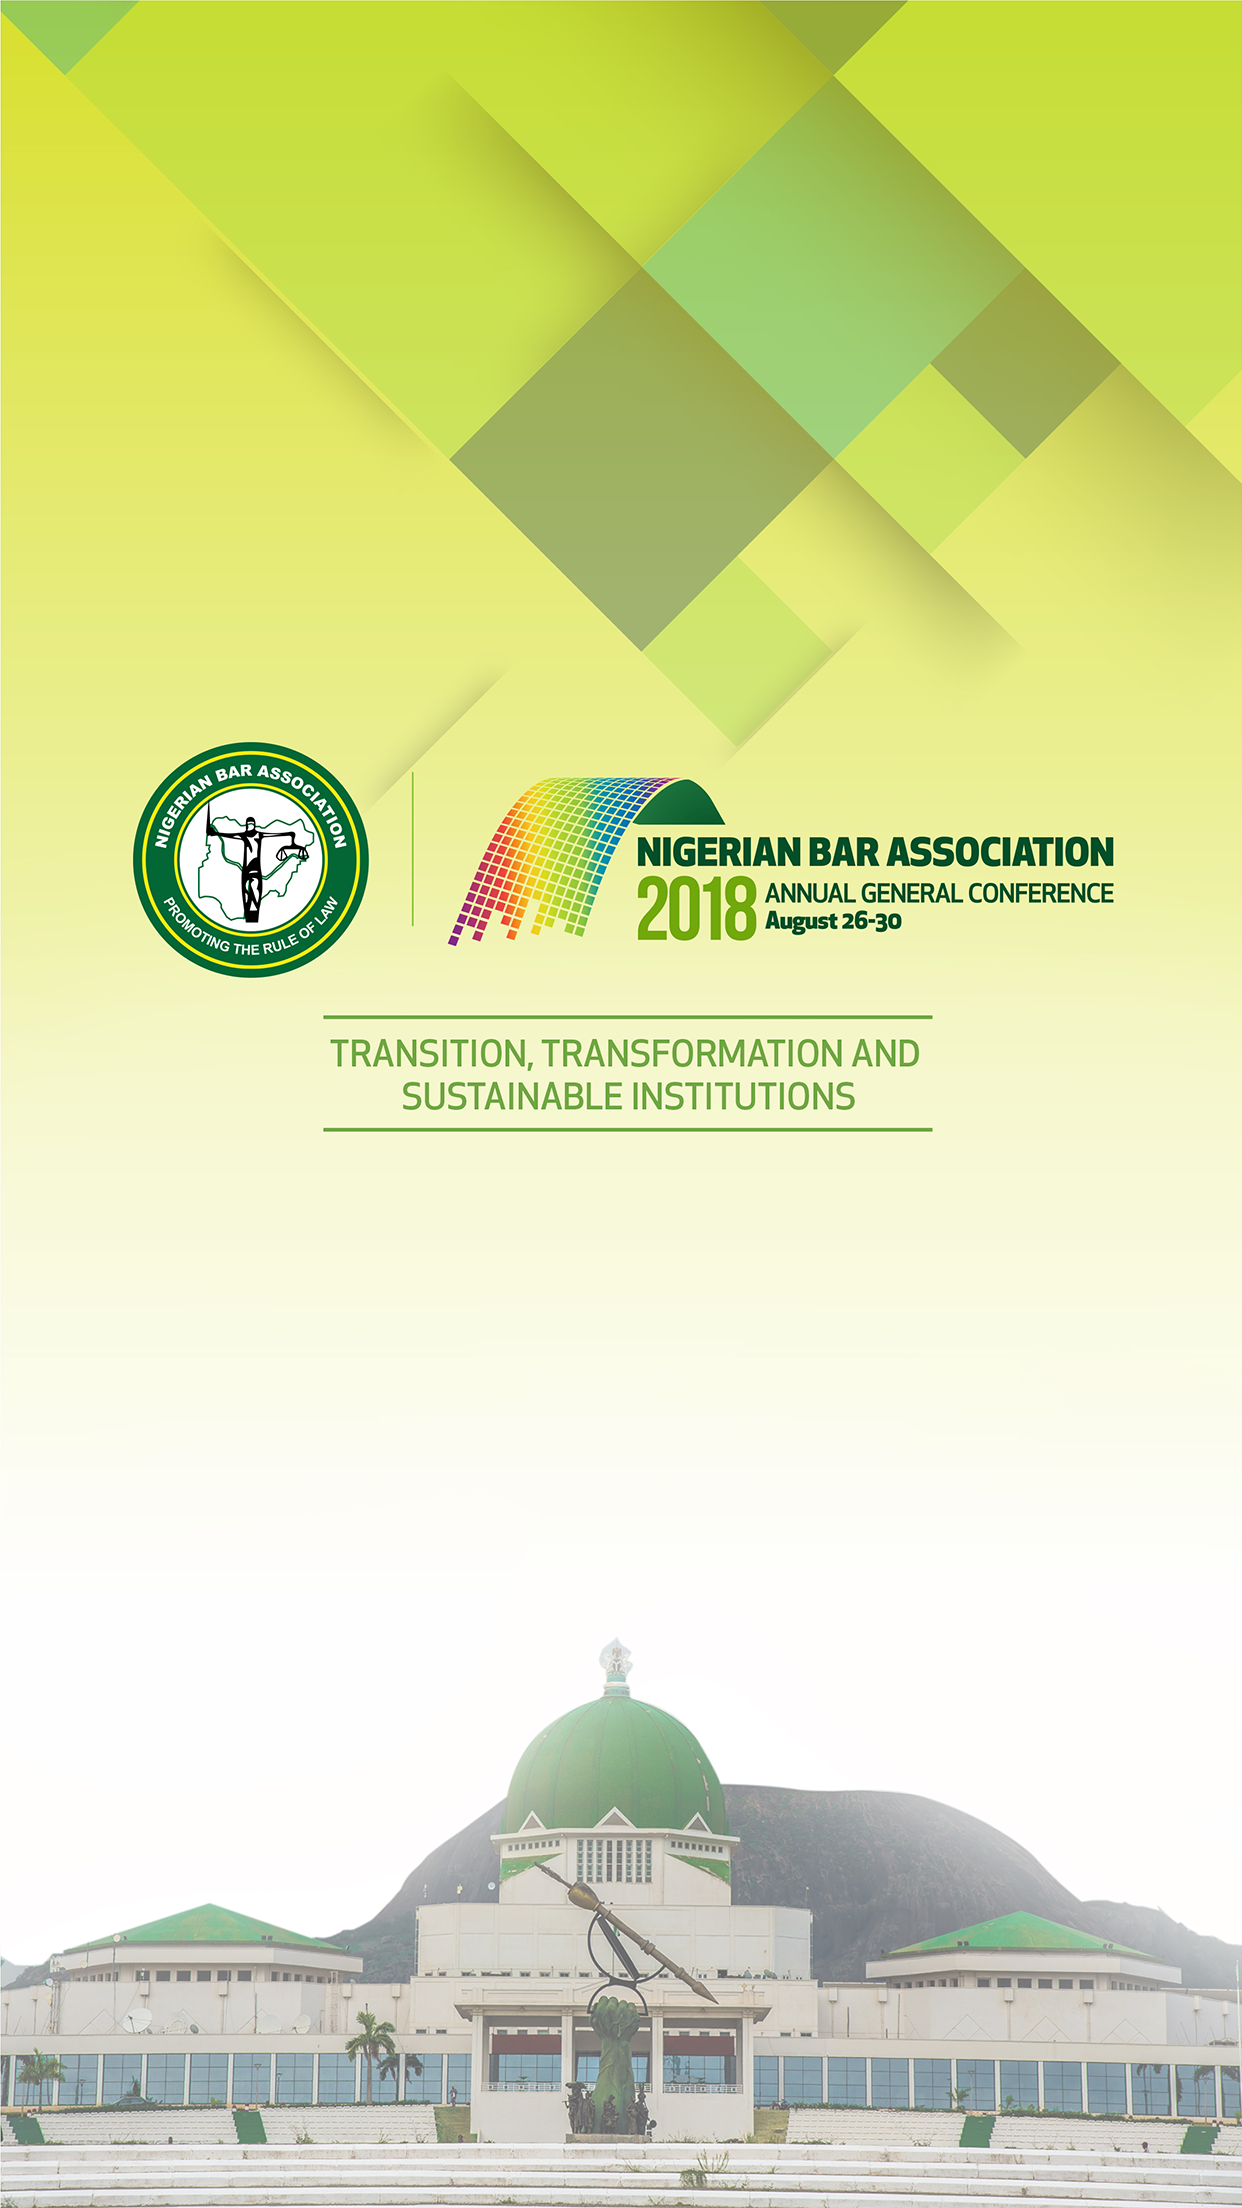 NIGERIAN BAR ASSOCIATION
PROMOTING THE RULE OF LAW
NIGERIAN BAR ASSOCIATION
2018 ANNUAL GENERAL CONFERENCE
August 26-30
TRANSITION, TRANSFORMATION AND
SUSTAINABLE INSTITUTIONS